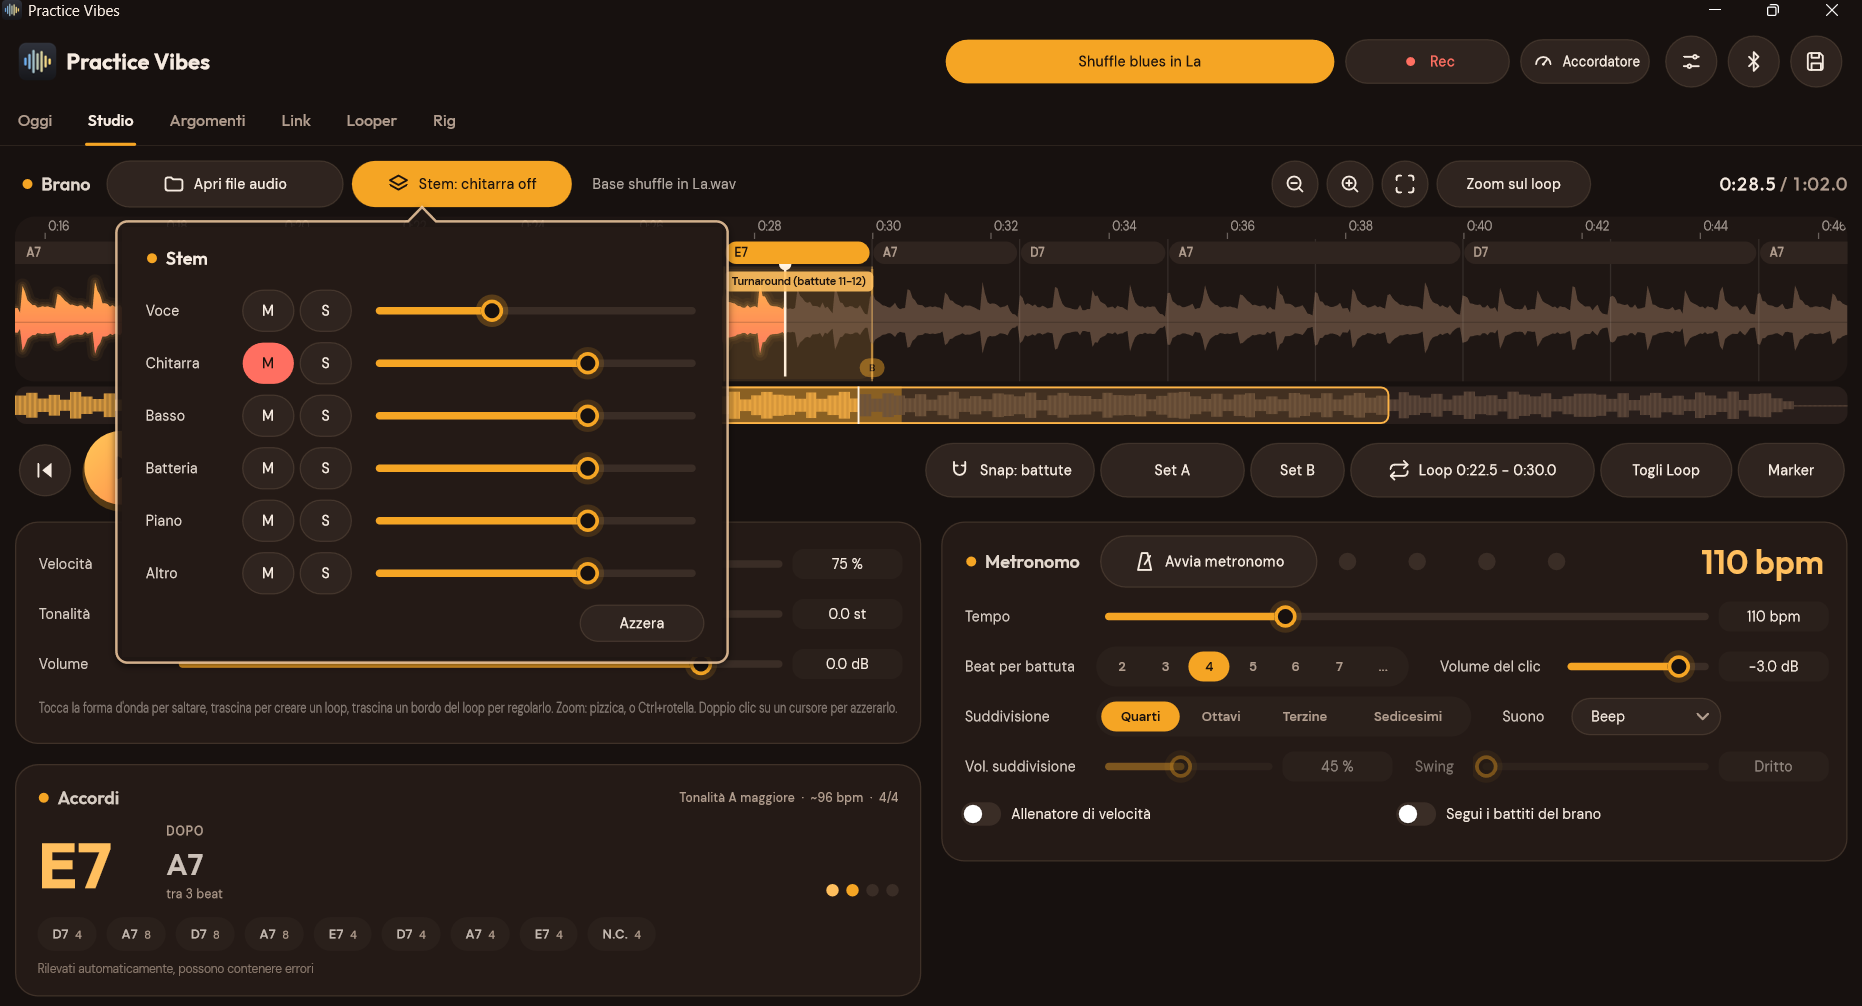 Practice Vibes
Practice Vibes
Shuffle blues in La
Rec
Accordatore
Oggi
Studio
Argomenti
Link
Looper
Rig
Brano
Apri file audio
Stem: chitarra off
Base shuffle in La.wav
Zoom sul loop
0:28.5 / 1:02.0
0:16
0:28
0:30
0:32
0:34
0:36
0:38
0:40
0:42
0:44
A7
E7
A7
D7
A7
D7
A7
Turnaround (battute 11-12)
B
Stem
Voce M S
Chitarra M S
Basso M S
Batteria M S
Piano M S
Altro M S
Azzera
Snap: battute
Set A
Set B
Loop 0:22.5 - 0:30.0
Togli Loop
Marker
Velocità 75 %
Tonalità 0.0 st
Volume 0.0 dB
Tocca la forma d'onda per saltare, trascina per creare un loop, trascina un bordo del loop per regolarlo. Zoom: pizzica, o Ctrl+rotella. Doppio clic su un cursore per azzerarlo.
Metronomo
Avvia metronomo
110 bpm
Tempo 110 bpm
Beat per battuta 2 3 4 5 6 7 ...
Volume del clic -3.0 dB
Suddivisione Quarti Ottavi Terzine Sedicesimi
Suono Beep
Vol. suddivisione 45 %
Swing Dritto
Allenatore di velocità
Segui i battiti del brano
Accordi
Tonalità A maggiore · ~96 bpm · 4/4
E7
DOPO
A7
tra 3 beat
D7 4 A7 8 D7 8 A7 8 E7 4 D7 4 A7 4 E7 4 N.C. 4
Rilevati automaticamente, possono contenere errori